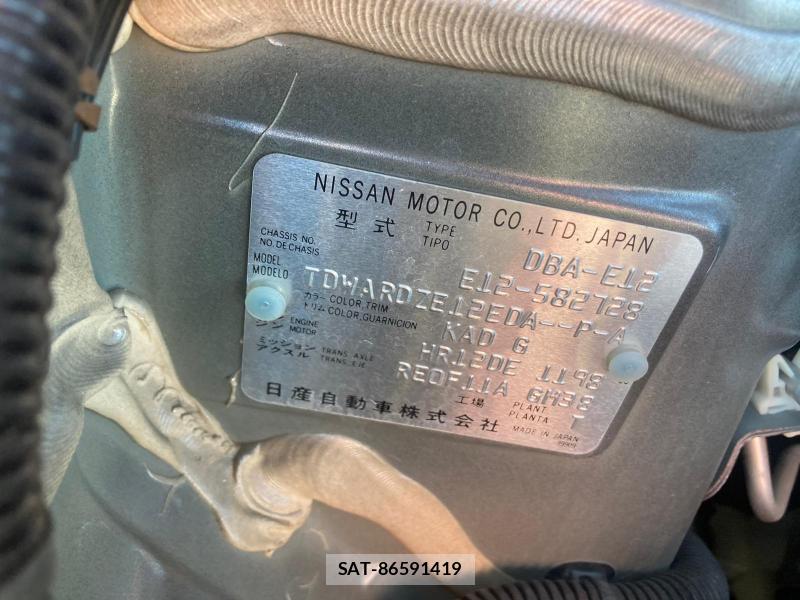 NISSAN MOTOR CO., LTD. JAPAN
型式 TYPE TIPO DBA-E12
CHASSIS NO. NO. DE CHASIS E12-582728
MODEL MODELO TDWARDZE12EDA--P-A
カラー トリム COLOR, TRIM COLOR, GUARNICION KAD G
エンジン ENGINE MOTOR HR12DE 1198
ミッション アクスル TRANS. AXLE TRANS. EJE RE0F11A GH38
工場 PLANT PLANTA T
日産自動車株式会社 MADE IN JAPAN
SAT-86591419